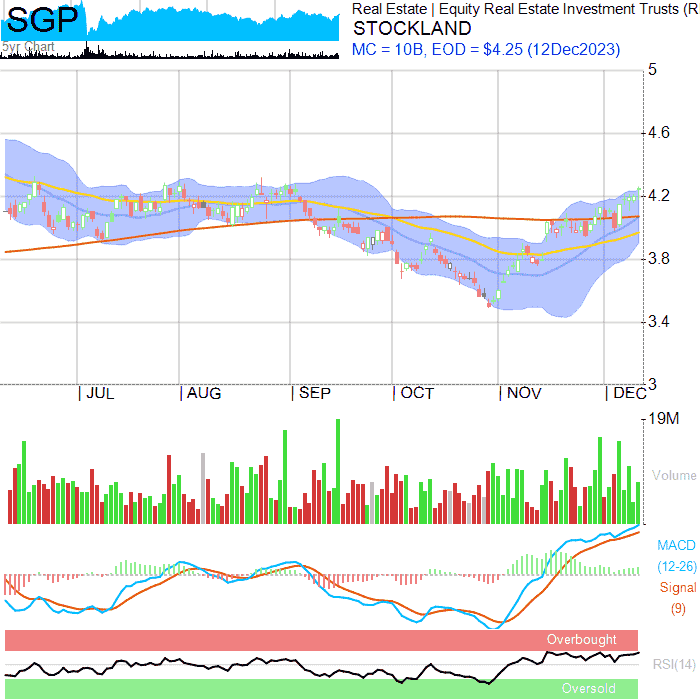 SGP
5yr Chart
Real Estate | Equity Real Estate Investment Trusts (R
STOCKLAND
MC = 10B, EOD = $4.25 (12Dec2023)
5
4.6
4.2
3.8
3.4
3
| JUL | AUG | SEP | OCT | NOV | DEC
19M
Volume
MACD
(12-26)
Signal
(9)
Overbought
RSI(14)
Oversold